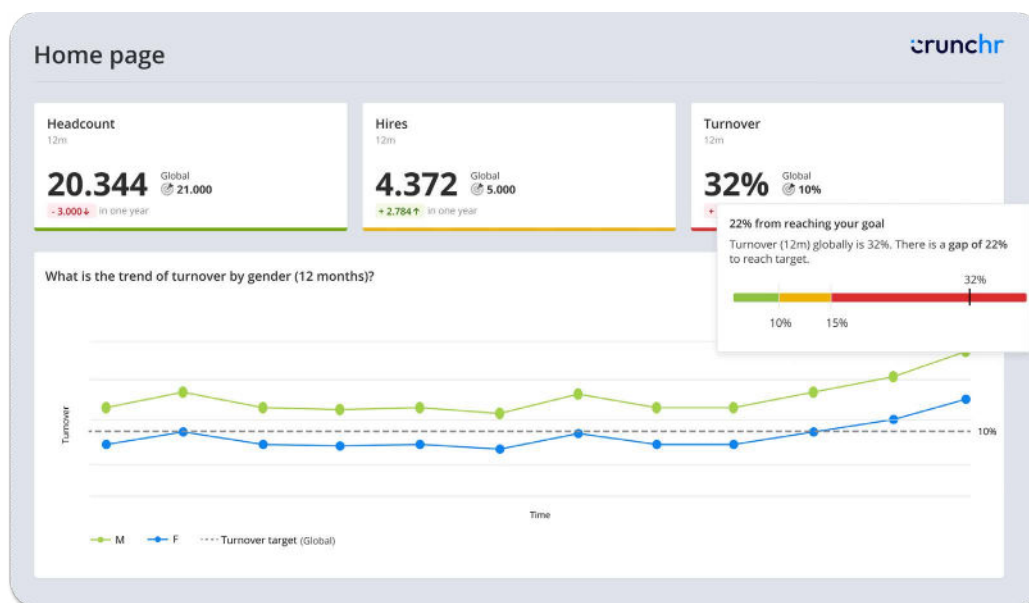 Home page
crunchr
Headcount
12m
20.344
Global
21.000
- 3.000↓ in one year
Hires
12m
4.372
Global
5.000
+ 2.784↑ in one year
Turnover
12m
32%
Global
10%
+
22% from reaching your goal
Turnover (12m) globally is 32%. There is a gap of 22%
to reach target.
32%
10% 15%
What is the trend of turnover by gender (12 months)?
Turnover
10%
Time
M F Turnover target (Global)